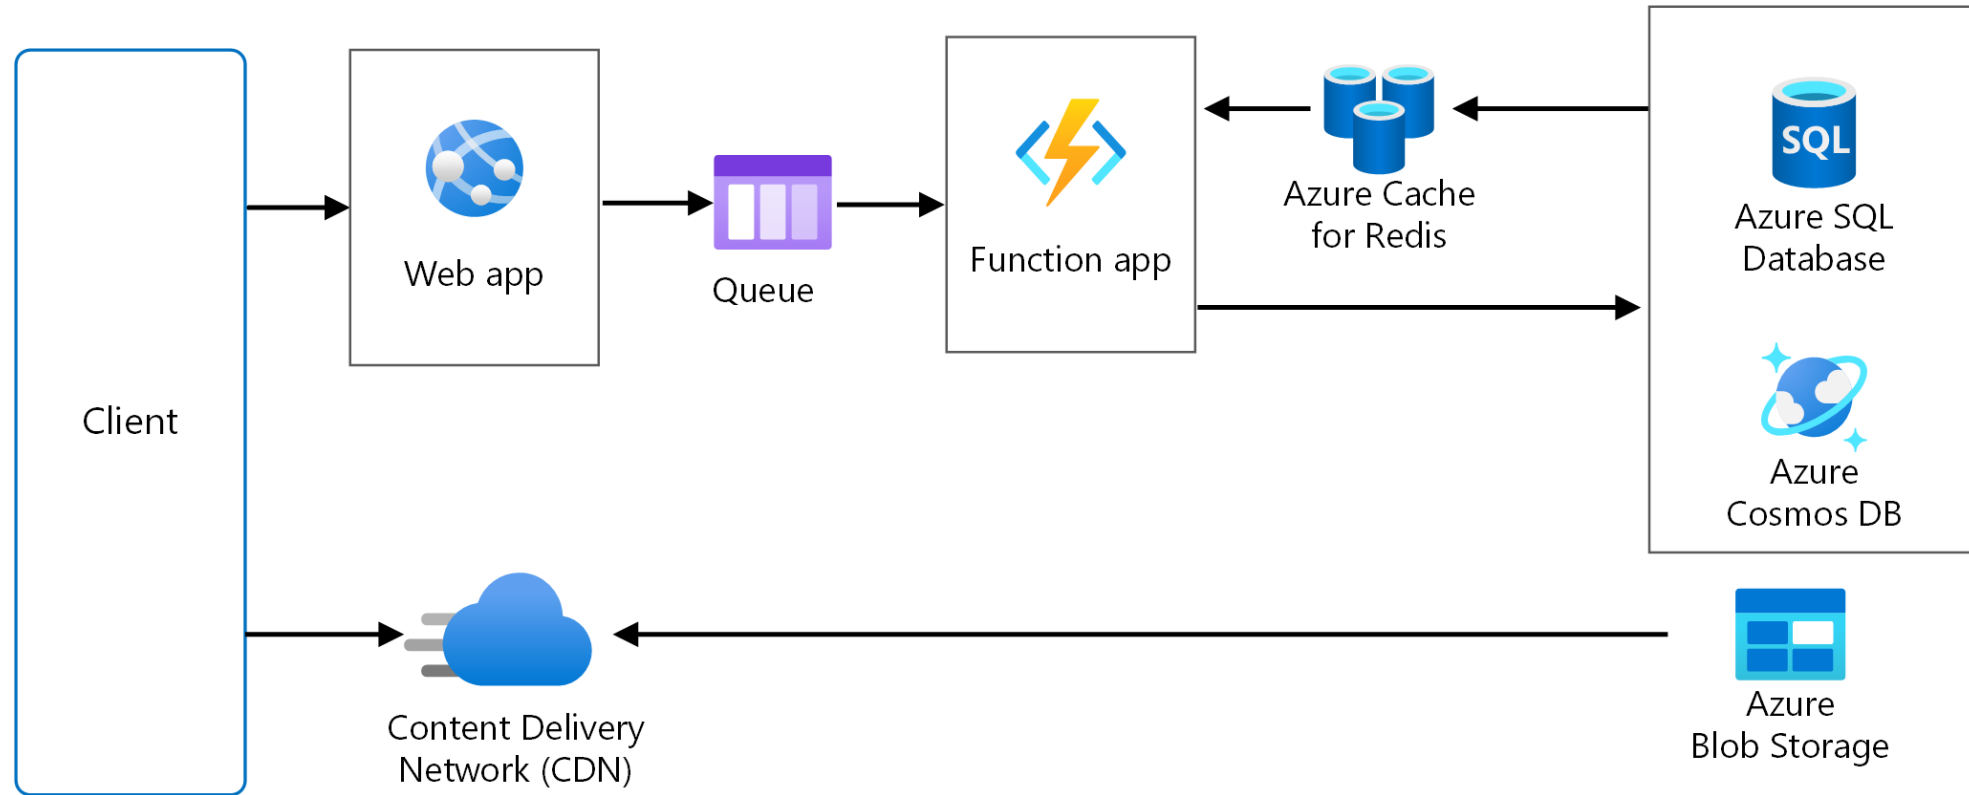 Client
Web app
Queue
Function app
Azure Cache
for Redis
SQL
Azure SQL
Database
Azure
Cosmos DB
Content Delivery
Network (CDN)
Azure
Blob Storage